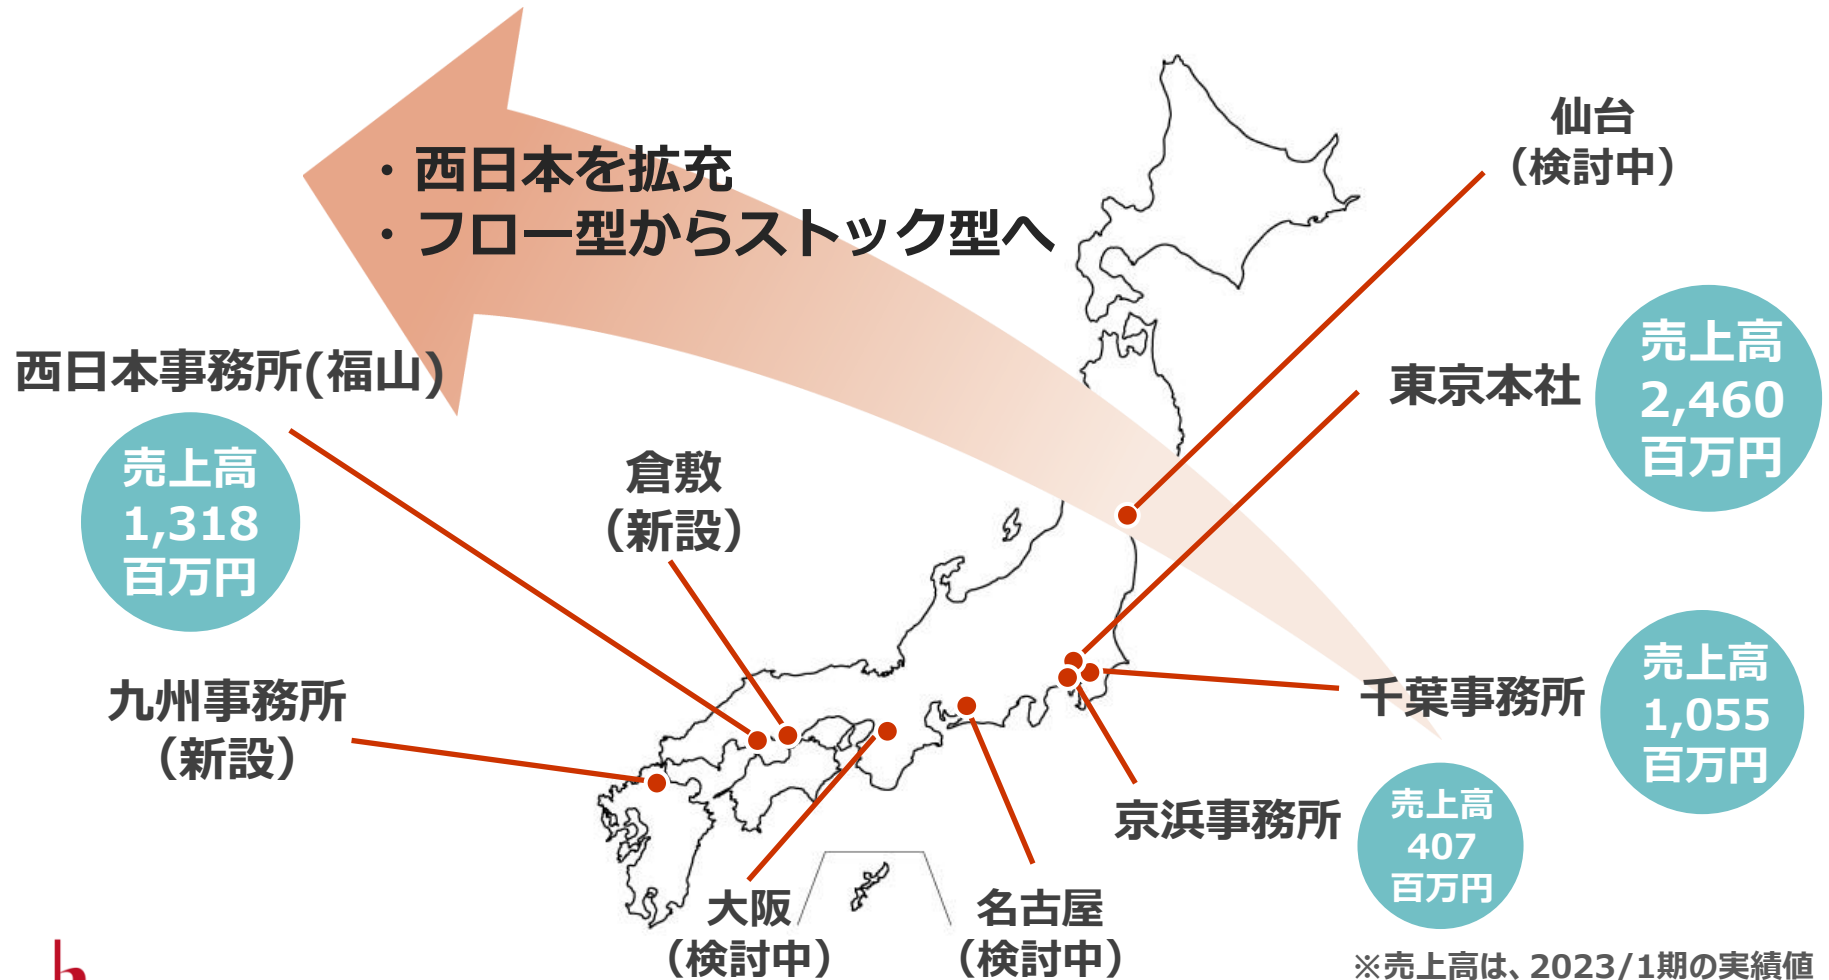 ・西日本を拡充
・フロー型からストック型へ
仙台
（検討中）
東京本社
売上高
2,460
百万円
西日本事務所(福山)
売上高
1,318
百万円
倉敷
（新設）
九州事務所
（新設）
千葉事務所
売上高
1,055
百万円
京浜事務所
売上高
407
百万円
大阪
（検討中）
名古屋
（検討中）
※売上高は、2023/1期の実績値